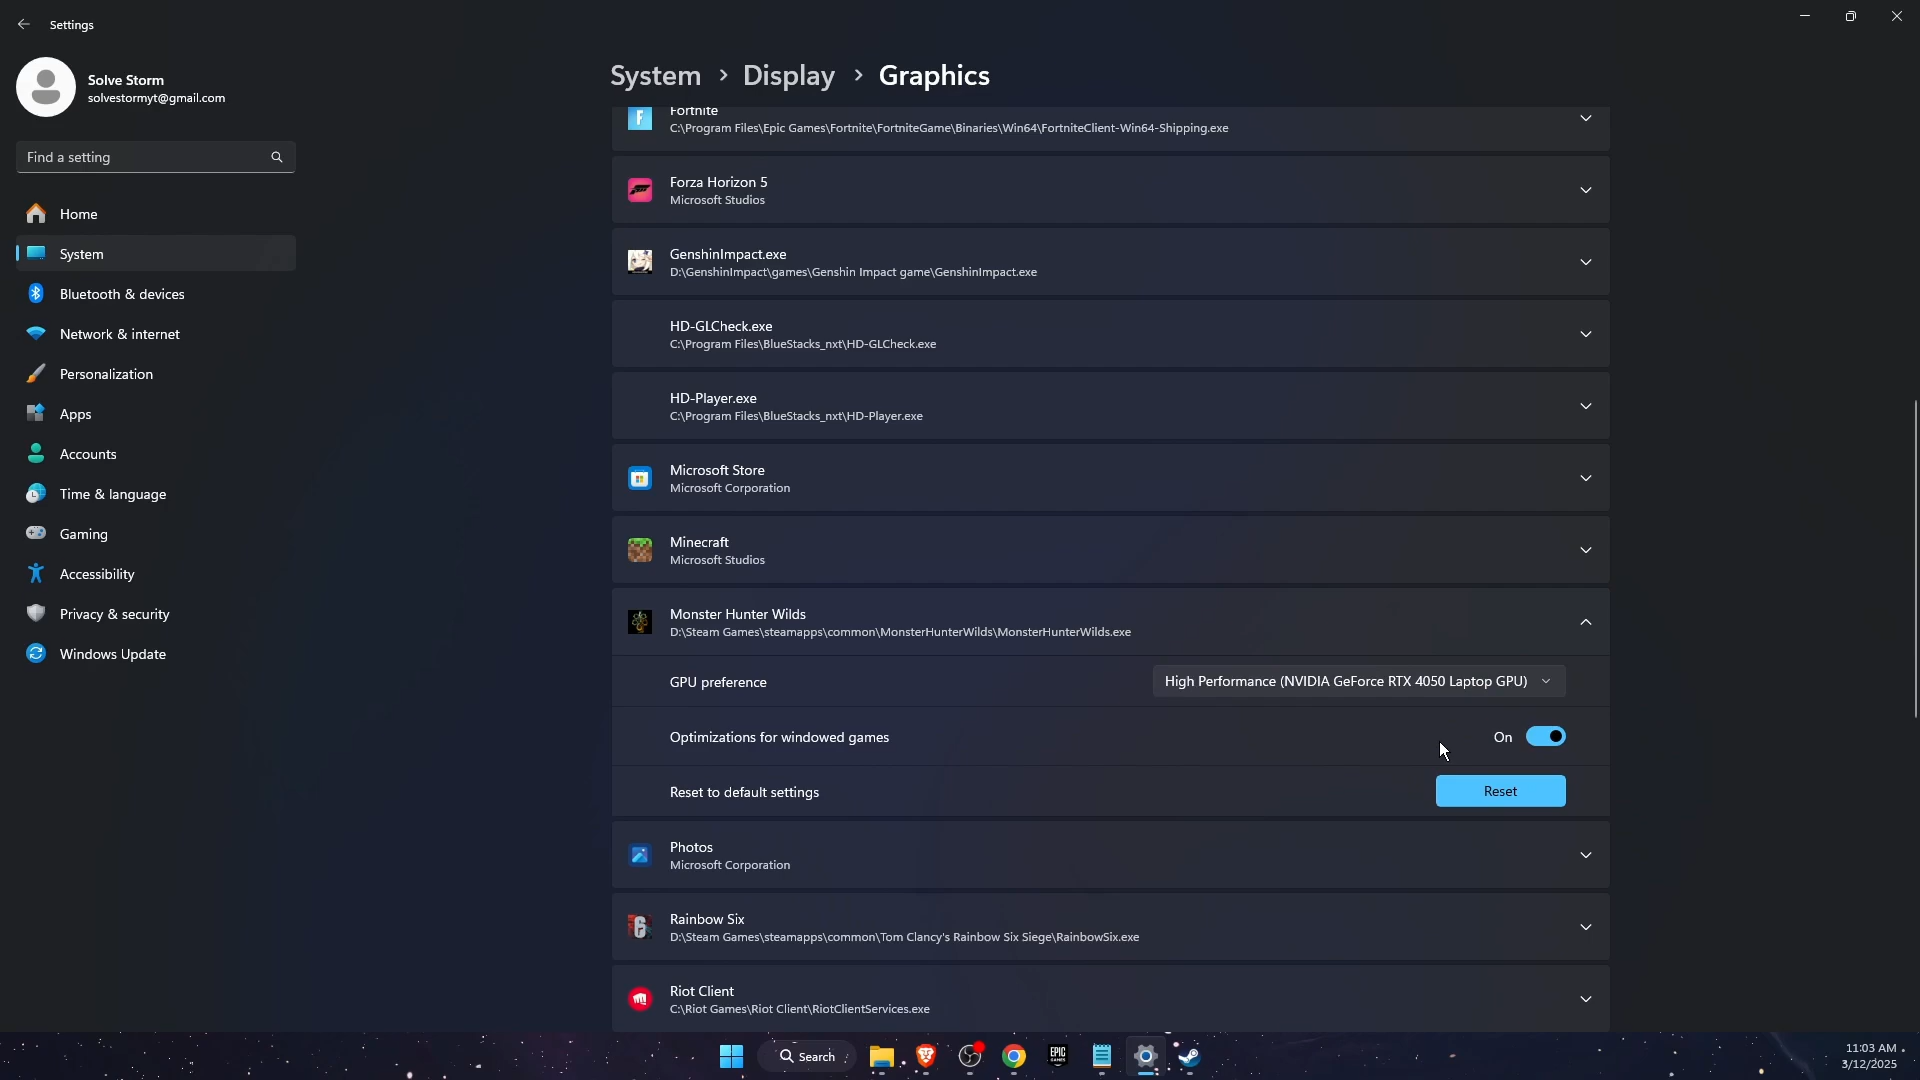 Settings
Solve Storm
solvestormyt@gmail.com
Find a setting
Home
System
Bluetooth & devices
Network & internet
Personalization
Apps
Accounts
Time & language
Gaming
Accessibility
Privacy & security
Windows Update
System > Display > Graphics
Fortnite
C:\Program Files\Epic Games\Fortnite\FortniteGame\Binaries\Win64\FortniteClient-Win64-Shipping.exe
Forza Horizon 5
Microsoft Studios
GenshinImpact.exe
D:\GenshinImpact\games\Genshin Impact game\GenshinImpact.exe
HD-GLCheck.exe
C:\Program Files\BlueStacks_nxt\HD-GLCheck.exe
HD-Player.exe
C:\Program Files\BlueStacks_nxt\HD-Player.exe
Microsoft Store
Microsoft Corporation
Minecraft
Microsoft Studios
Monster Hunter Wilds
D:\Steam Games\steamapps\common\MonsterHunterWilds\MonsterHunterWilds.exe
GPU preference
High Performance (NVIDIA GeForce RTX 4050 Laptop GPU)
Optimizations for windowed games
On
Reset to default settings
Reset
Photos
Microsoft Corporation
Rainbow Six
D:\Steam Games\steamapps\common\Tom Clancy's Rainbow Six Siege\RainbowSix.exe
Riot Client
C:\Riot Games\Riot Client\RiotClientServices.exe
Search
EPIC
GAMES
11:03 AM
3/12/2025